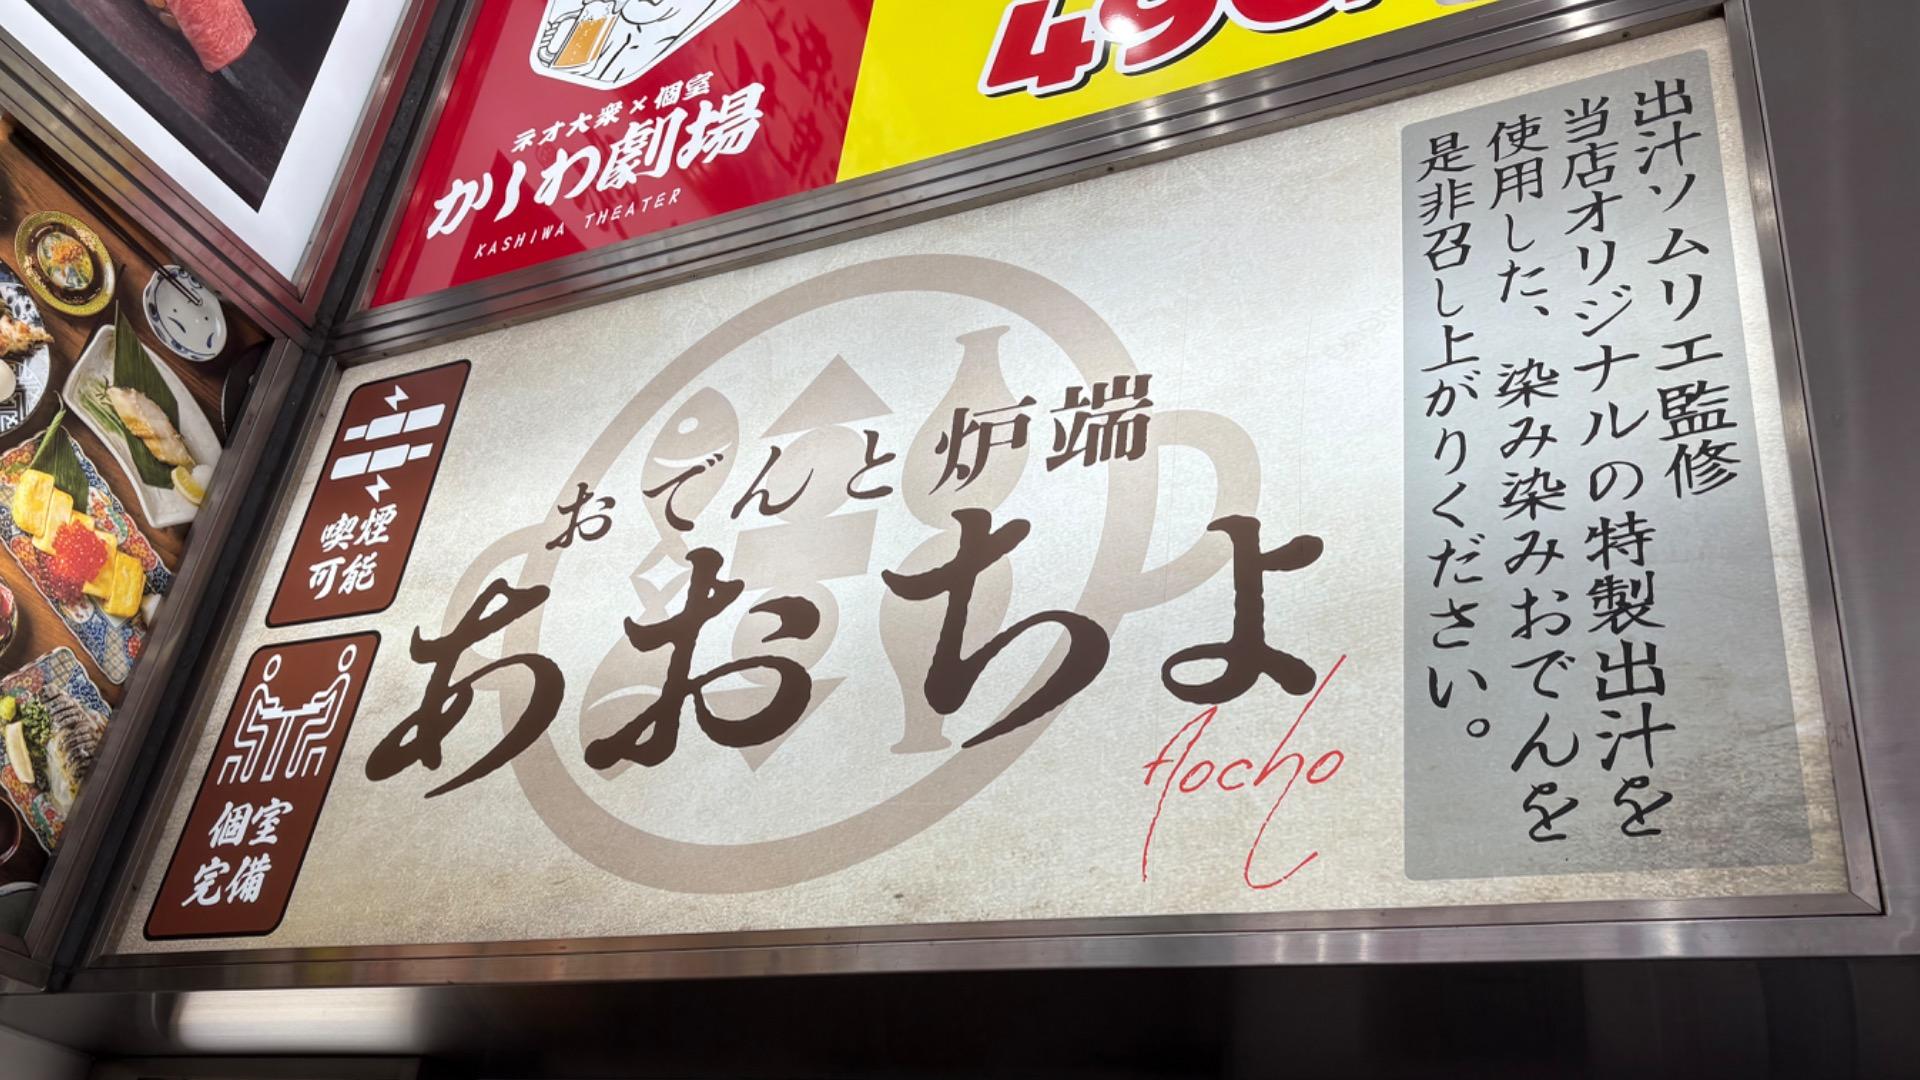 ネオ大衆×個室
かしわ劇場
KASHIWA THEATER
喫煙
可能
個室
完備
おでんと炉端
あおちょ
Aocho
出汁ソムリエ監修
当店オリジナルの特製出汁を
使用した、染み染みおでんを
是非召し上がりください。